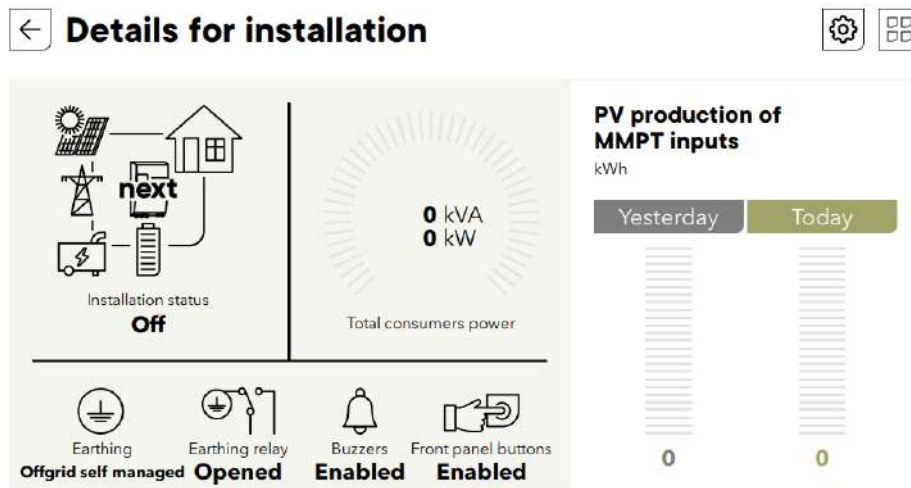 Details for installation
next
Installation status
Off
0 kVA
0 kW
Total consumers power
Earthing
Offgrid self managed
Earthing relay
Opened
Buzzers
Enabled
Front panel buttons
Enabled
PV production of
MMPT inputs
kWh
Yesterday
Today
0
0